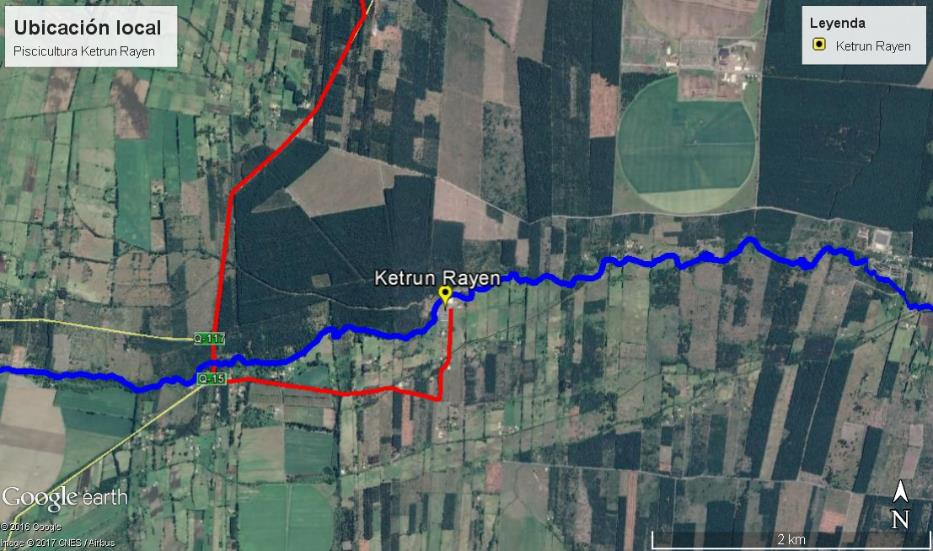 Ubicación local
Piscicultura Ketrun Rayen
Leyenda
Ketrun Rayen
Ketrun Rayen
Q-117
Q-15
Google earth
© 2016 Google
Image © 2017 CNES / Airbus
N
2 km